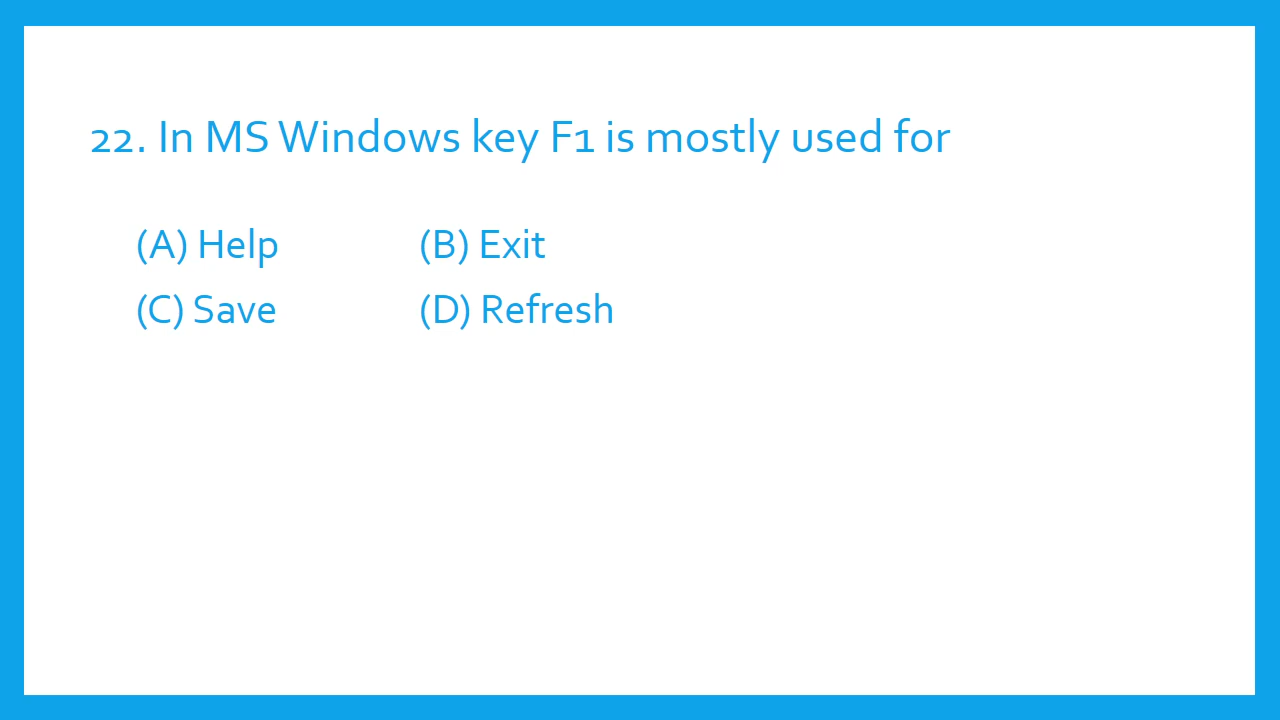 22. In MS Windows key F1 is mostly used for
(A) Help (B) Exit
(C) Save (D) Refresh